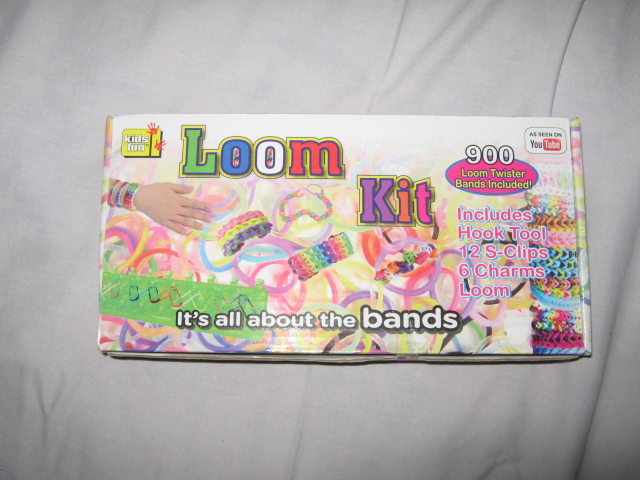 kids
fun
Loom
Kit
AS SEEN ON
YouTube
900
Loom Twister
Bands Included!
Includes
Hook Tool
12 S-Clips
6 Charms
Loom
It's all about the bands